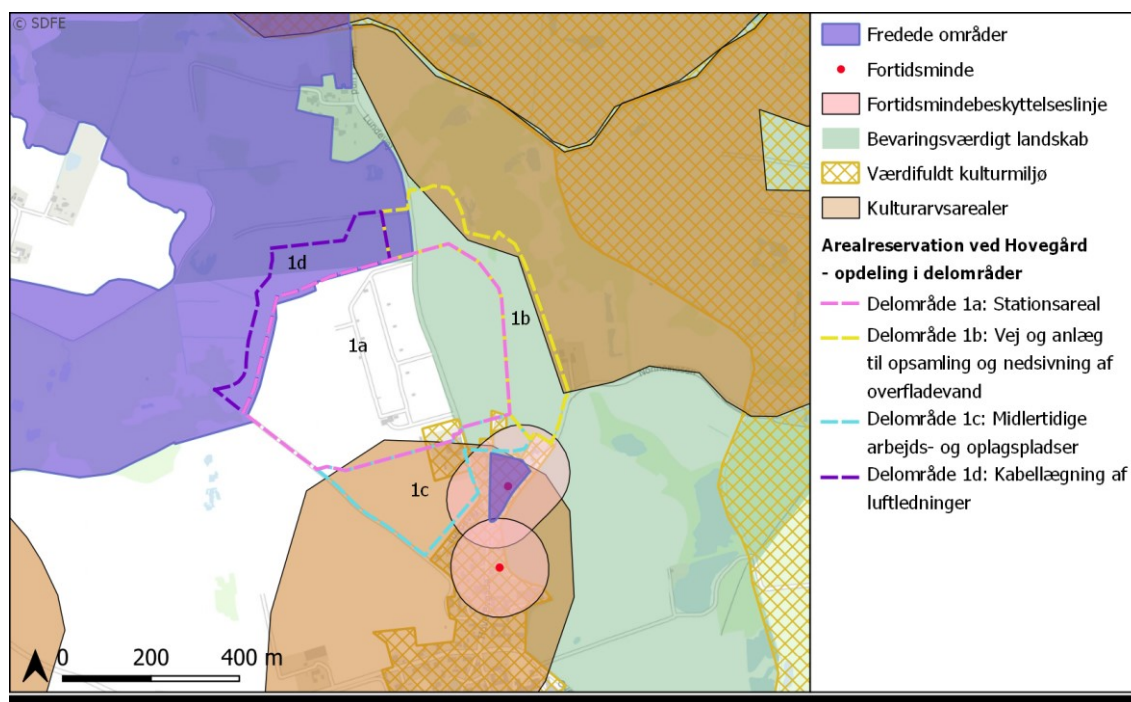 © SDFE
1d
1a
1b
1c
0 200 400 m
Fredede områder
Fortidsminde
Fortidsmindebeskyttelseslinje
Bevaringsværdigt landskab
Værdifuldt kulturmiljø
Kulturarvsarealer
Arealreservation ved Hovegård
- opdeling i delområder
Delområde 1a: Stationsareal
Delområde 1b: Vej og anlæg
til opsamling og nedsivning af
overfladevand
Delområde 1c: Midlertidige
arbejds- og oplagspladser
Delområde 1d: Kabellægning af
luftledninger